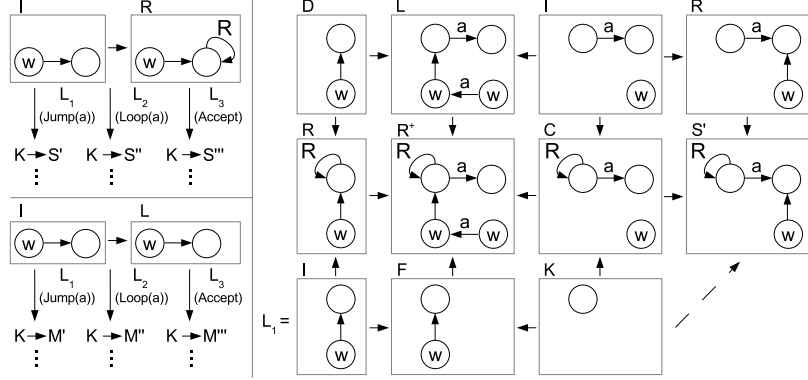 I R
R
w w
L1 L2 L3
(Jump(a)) (Loop(a)) (Accept)
K S' K S'' K S'''
I L
w w
L1 L2 L3
(Jump(a)) (Loop(a)) (Accept)
K M' K M'' K M'''
D L I R
a a a
w w a w w w
R R+ C S'
R R R R
a a a
w w a w w w
I F K
L1 =
w w